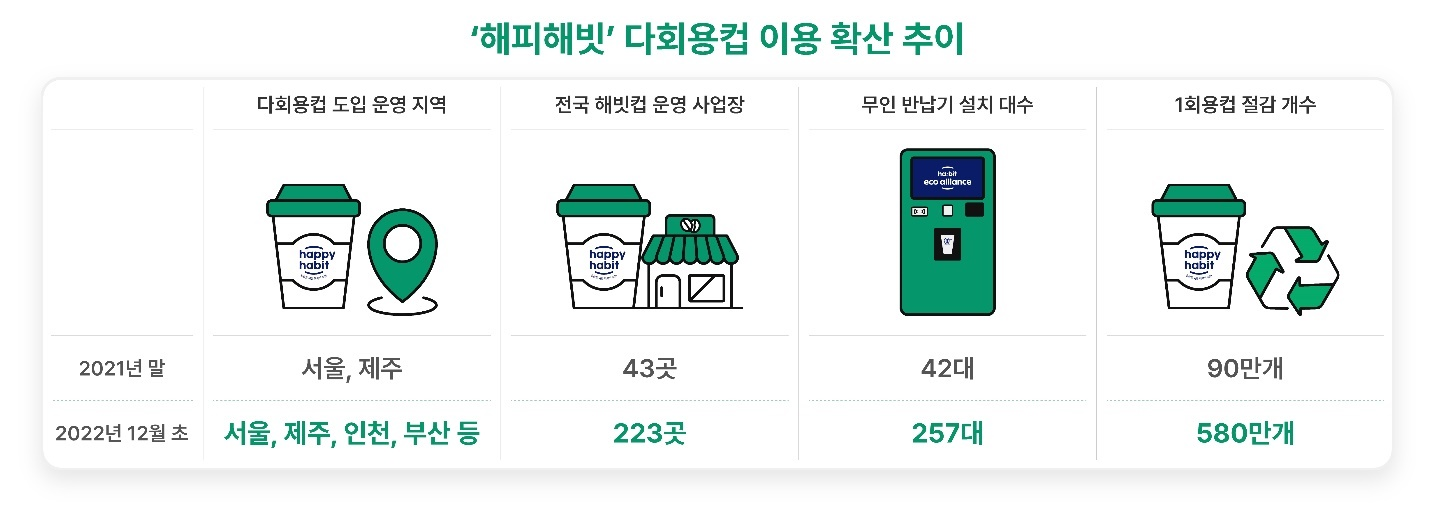 ‘해피해빗’ 다회용컵 이용 확산 추이
다회용컵 도입 운영 지역
전국 해빗컵 운영 사업장
무인 반납기 설치 대수
1회용컵 절감 개수
happy
habit
happy
habit
ha:bit
eco alliance
happy
habit
2021년 말
서울, 제주
43곳
42대
90만개
2022년 12월 초
서울, 제주, 인천, 부산 등
223곳
257대
580만개